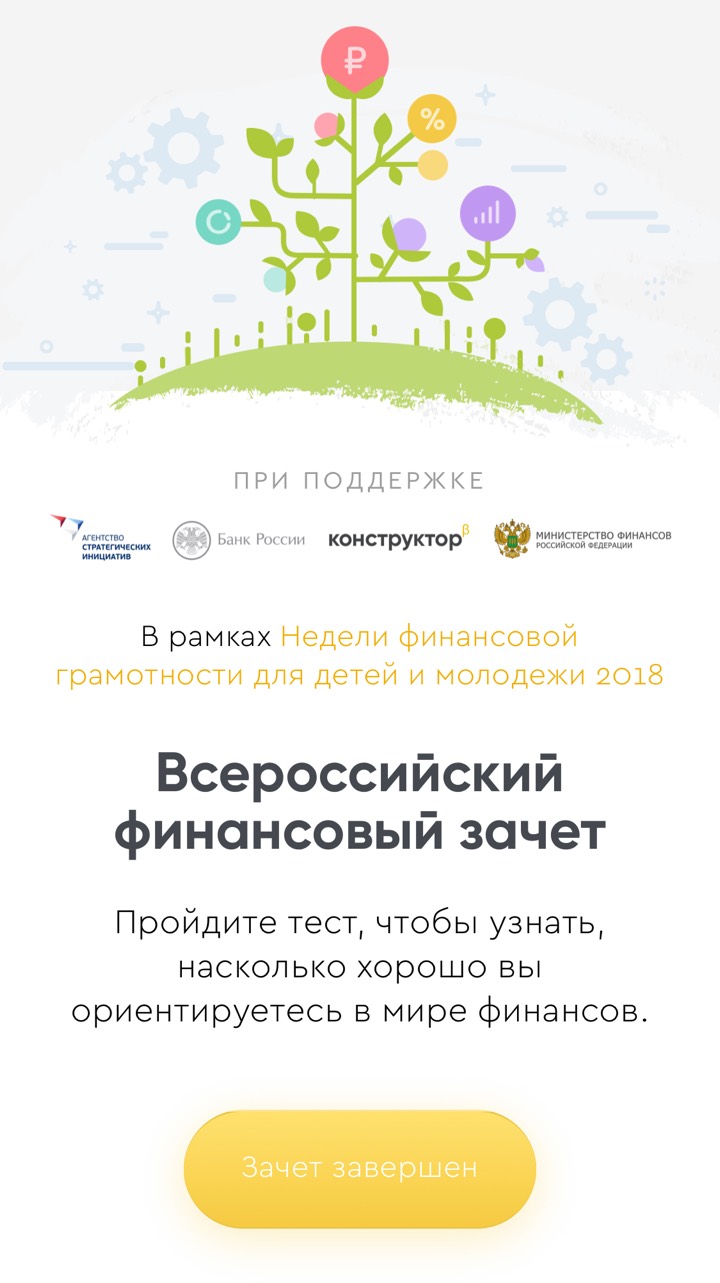 ₽
%
ПРИ ПОДДЕРЖКЕ
АГЕНТСТВО
СТРАТЕГИЧЕСКИХ
ИНИЦИАТИВ
Банк России
конструктор β
МИНИСТЕРСТВО ФИНАНСОВ
РОССИЙСКОЙ ФЕДЕРАЦИИ
В рамках Недели финансовой
грамотности для детей и молодежи 2018
Всероссийский
финансовый зачет
Пройдите тест, чтобы узнать,
насколько хорошо вы
ориентируетесь в мире финансов.
Зачет завершен